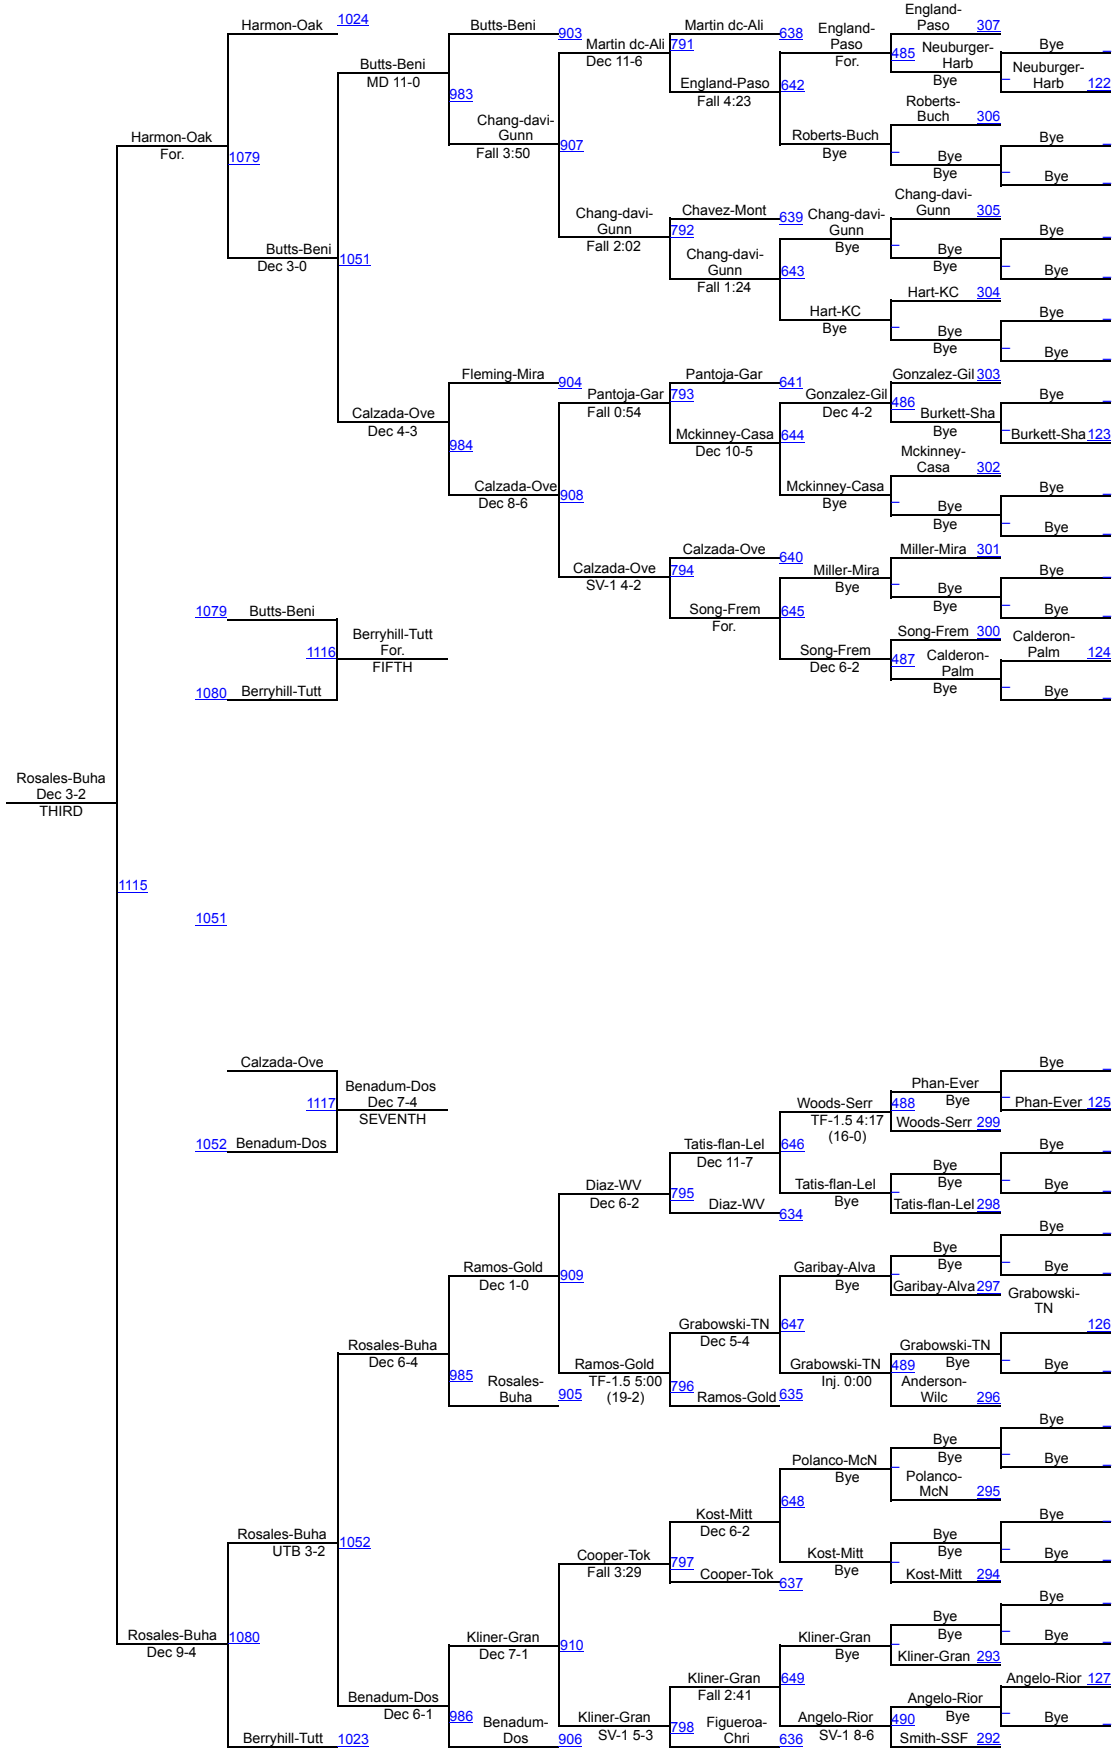 Harmon-Oak 1024
Butts-Beni 903
Martin dc-Ali 638
England-
Paso 307
England-
Paso
For.
Martin dc-Ali 791
Dec 11-6
485 Neuburger-
Harb
Bye
Bye
Neuburger-
Harb 122
Butts-Beni
MD 11-0
983
England-Paso 642
Fall 4:23
Roberts-
Buch 306
Chang-davi-
Gunn
Fall 3:50
907
Roberts-Buch
Bye
Bye
Bye
Bye
Bye
Harmon-Oak
For.
1079
Chang-davi-
Gunn 305
Chang-davi-
Gunn
Fall 2:02
Chavez-Mont 639
792
Chang-davi-
Gunn
Bye
Bye
Bye
Bye
Bye
Butts-Beni
Dec 3-0
1051
Chang-davi-
Gunn
Fall 1:24
643
Hart-KC 304
Hart-KC
Bye
Bye
Bye
Bye
Bye
Fleming-Mira 904
Pantoja-Gar 641
Gonzalez-Gil 303
Pantoja-Gar 793
Fall 0:54
Gonzalez-Gil 486
Dec 4-2
Bye
Burkett-Sha
Bye
Burkett-Sha 123
Calzada-Ove
Dec 4-3
984
Mckinney-Casa 644
Dec 10-5
Mckinney-
Casa 302
Calzada-Ove 908
Dec 8-6
Mckinney-Casa
Bye
Bye
Bye
Bye
Bye
Calzada-Ove 640
Miller-Mira 301
Calzada-Ove 794
SV-1 4-2
Miller-Mira
Bye
Bye
Bye
Bye
Bye
1079 Butts-Beni
Song-Frem 645
For.
Song-Frem 300
Berryhill-Tutt
For.
1116
FIFTH
Song-Frem 487
Dec 6-2
Calderon-
Palm
Bye
Calderon-
Palm 124
Bye
1080 Berryhill-Tutt
Rosales-Buha
Dec 3-2
THIRD
1115
1051
Calzada-Ove
Bye
Benadum-Dos
Dec 7-4
1117
SEVENTH
Phan-Ever
Bye
Phan-Ever 125
Woods-Serr 488
TF-1.5 4:17
(16-0)
Woods-Serr 299
1052 Benadum-Dos
Tatis-flan-Lel 646
Dec 11-7
Bye
Bye
Bye
Bye
Diaz-WV 795
Dec 6-2
Tatis-flan-Lel
Bye
Tatis-flan-Lel 298
Diaz-WV 634
Bye
Bye
Bye
Bye
Ramos-Gold 909
Dec 1-0
Garibay-Alva
Bye
Garibay-Alva 297
Grabowski-
TN
126
Grabowski-TN 647
Dec 5-4
Rosales-Buha
Dec 6-4
985
Grabowski-TN
Bye
Bye
Ramos-Gold
TF-1.5 5:00
(19-2)
796
Grabowski-TN 489
Inj. 0:00
Anderson-
Wilc 296
Rosales-
Buha 905
Ramos-Gold 635
Bye
Bye
Bye
Bye
Polanco-McN
Bye
Polanco-
McN 295
648
Kost-Mitt
Dec 6-2
Bye
Bye
Bye
Bye
Rosales-Buha 1052
UTB 3-2
Cooper-Tok 797
Fall 3:29
Kost-Mitt
Bye
Kost-Mitt 294
Cooper-Tok 637
Bye
Bye
Bye
Bye
Rosales-Buha 1080
Dec 9-4
Kliner-Gran 910
Dec 7-1
Kliner-Gran
Bye
Kliner-Gran 293
Kliner-Gran 649
Fall 2:41
Angelo-Rior 127
Benadum-Dos
Dec 6-1
986
Angelo-Rior
Bye
Bye
Kliner-Gran 798
SV-1 5-3
Angelo-Rior 490
SV-1 8-6
Berryhill-Tutt 1023
Benadum-
Dos 906
Figueroa-
Chri 636
Smith-SSF 292